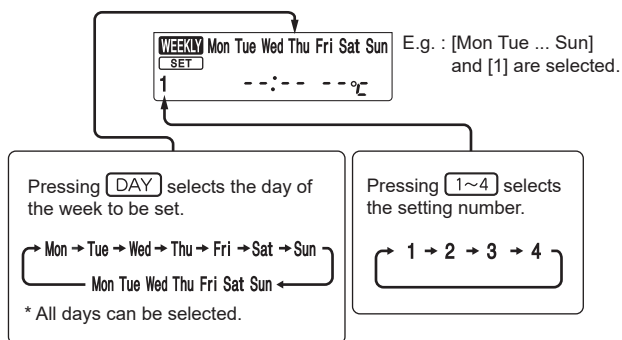 WEEKLY Mon Tue Wed Thu Fri Sat Sun
SET
1 --:-- --°C
E.g. : [Mon Tue ... Sun]
and [1] are selected.
Pressing DAY selects the day of
the week to be set.
Mon → Tue → Wed → Thu → Fri → Sat → Sun
Mon Tue Wed Thu Fri Sat Sun
* All days can be selected.
Pressing 1~4 selects
the setting number.
1 → 2 → 3 → 4